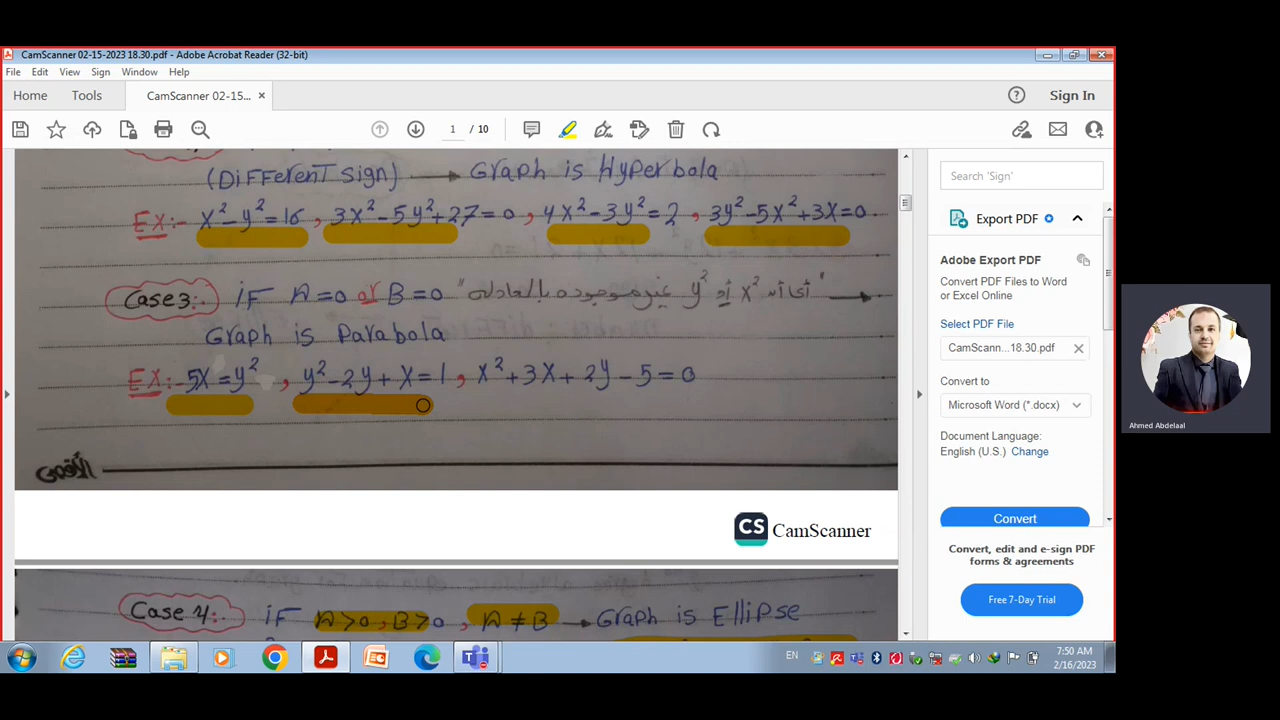 CamScanner 02-15-2023 18.30.pdf - Adobe Acrobat Reader (32-bit)
File Edit View Sign Window Help
Home Tools CamScanner 02-15... × Sign In
1 / 10
(DiFFerenT sign) → Graph is HyPerbola
EX:- x²-y²=16 , 3x²-5y²+27=0 , 4x²-3y²=2 , 3y²-5x²+3x=0
Case3:. iF A=0 or B=0 "أى أن x² أو y² غير موجوده بالمعادله" →
Graph is Parabola
EX:- 5x=y² , y²-2y+x=1 , x²+3x+2y-5=0
CS CamScanner
Case 4:. iF A>0 , B>0 , A≠B → Graph is Ellipse
Search 'Sign'
Export PDF
Adobe Export PDF
Convert PDF Files to Word
or Excel Online
Select PDF File
CamScann...18.30.pdf
Convert to
Microsoft Word (*.docx)
Document Language:
English (U.S.) Change
Convert
Convert, edit and e-sign PDF
forms & agreements
Free 7-Day Trial
Ahmed Abdelaal
EN
7:50 AM
2/16/2023